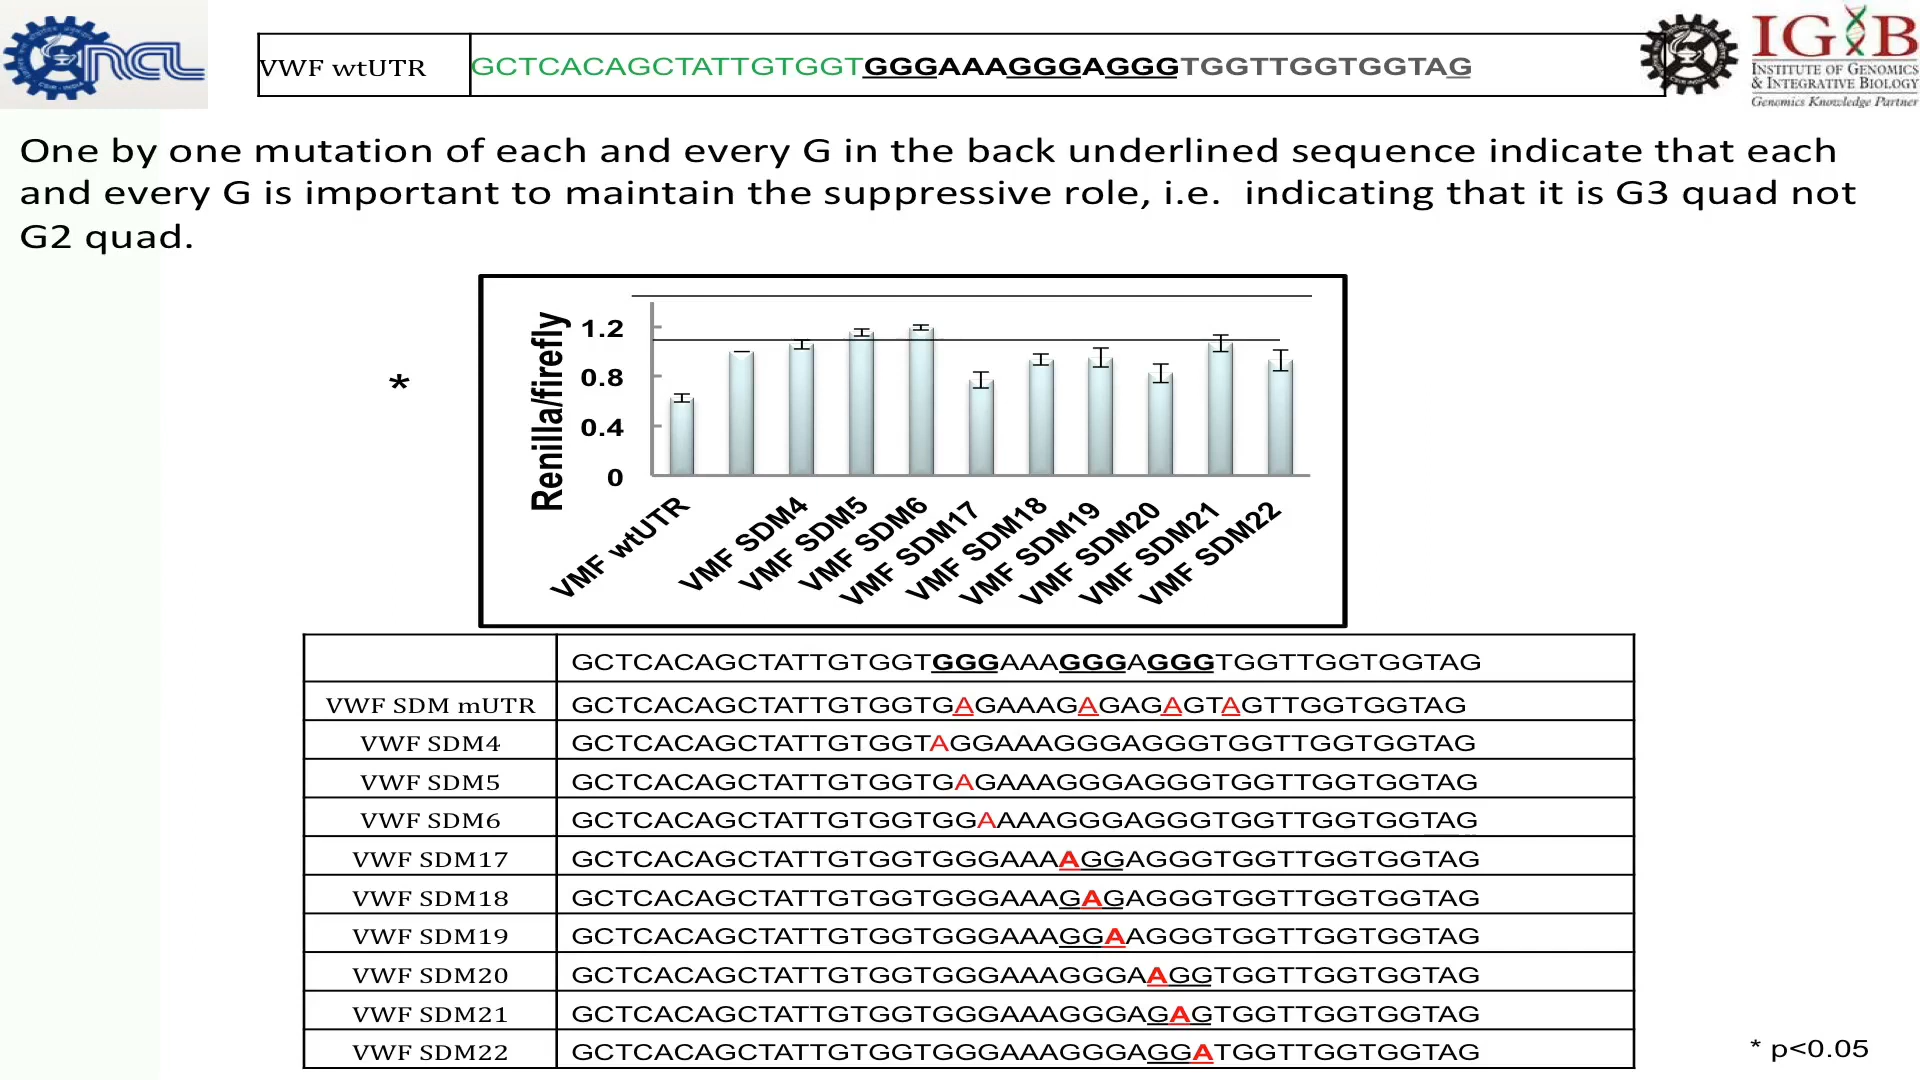 NCL
VWF wtUTR GCTCACAGCTATTGTGGTGGGAAAGGGAGGGTGGTTGGTGGTAG
IGIB
INSTITUTE OF GENOMICS
& INTEGRATIVE BIOLOGY
Genomics Knowledge Partner
One by one mutation of each and every G in the back underlined sequence indicate that each
and every G is important to maintain the suppressive role, i.e. indicating that it is G3 quad not
G2 quad.
*
Renilla/firefly
1.2
0.8
0.4
0
VMF wtUTR
VMF SDM4
VMF SDM5
VMF SDM6
VMF SDM17
VMF SDM18
VMF SDM19
VMF SDM20
VMF SDM21
VMF SDM22
GCTCACAGCTATTGTGGTGGGAAAGGGAGGGTGGTTGGTGGTAG
VWF SDM mUTR GCTCACAGCTATTGTGGTGAGAAAGAGAGAGTAGTTGGTGGTAG
VWF SDM4 GCTCACAGCTATTGTGGTAGGAAAGGGAGGGTGGTTGGTGGTAG
VWF SDM5 GCTCACAGCTATTGTGGTGAGAAAGGGAGGGTGGTTGGTGGTAG
VWF SDM6 GCTCACAGCTATTGTGGTGGAAAAGGGAGGGTGGTTGGTGGTAG
VWF SDM17 GCTCACAGCTATTGTGGTGGGAAAAGGAGGGTGGTTGGTGGTAG
VWF SDM18 GCTCACAGCTATTGTGGTGGGAAAGAGAGGGTGGTTGGTGGTAG
VWF SDM19 GCTCACAGCTATTGTGGTGGGAAAGGAAGGGTGGTTGGTGGTAG
VWF SDM20 GCTCACAGCTATTGTGGTGGGAAAGGGAAGGTGGTTGGTGGTAG
VWF SDM21 GCTCACAGCTATTGTGGTGGGAAAGGGAGAGTGGTTGGTGGTAG
VWF SDM22 GCTCACAGCTATTGTGGTGGGAAAGGGAGGATGGTTGGTGGTAG
* p<0.05